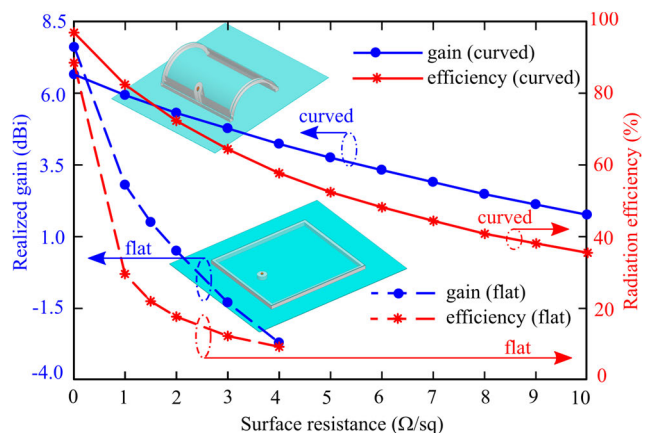 8.5
6.0
3.5
1.0
-1.5
-4.0
Realized gain (dBi)
100
80
60
40
20
0
Radiation efficiency (%)
gain (curved)
efficiency (curved)
curved
curved
flat
gain (flat)
efficiency (flat)
flat
0 1 2 3 4 5 6 7 8 9 10
Surface resistance (Ω/sq)